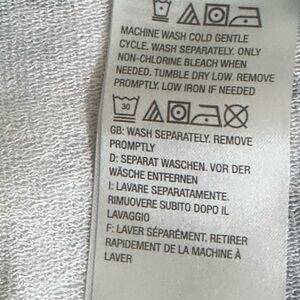 MACHINE WASH COLD GENTLE
CYCLE. WASH SEPARATELY. ONLY
NON-CHLORINE BLEACH WHEN
NEEDED. TUMBLE DRY LOW. REMOVE
PROMPTLY. LOW IRON IF NEEDED
30
GB: WASH SEPARATELY. REMOVE
PROMPTLY
D: SEPARAT WASCHEN. VOR DER
WÄSCHE ENTFERNEN
I: LAVARE SEPARATAMENTE.
RIMUOVERE SUBITO DOPO IL
LAVAGGIO
F: LAVER SÉPARÉMENT. RETIRER
RAPIDEMENT DE LA MACHINE À
LAVER